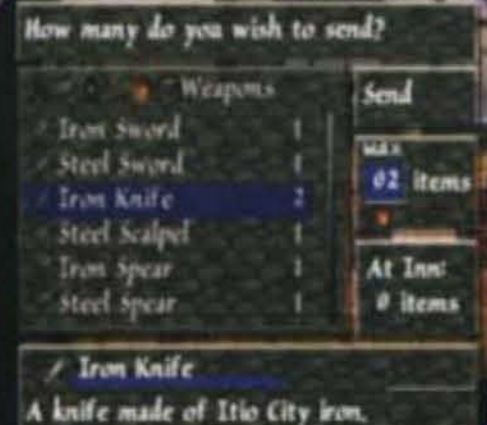 How many do you wish to send?
Weapons
Send
Iron Sword 1
Steel Sword 1
Iron Knife 2
Steel Scalpel 1
Iron Spear 1
Steel Spear 1
Max
02 items
At Inn:
0 items
Iron Knife
A knife made of Itio City iron.